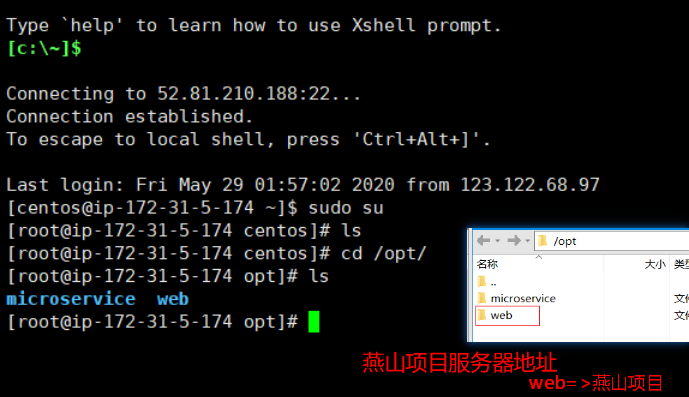 Type `help' to learn how to use Xshell prompt.
[c:\~]$
Connecting to 52.81.210.188:22...
Connection established.
To escape to local shell, press 'Ctrl+Alt+]'.
Last login: Fri May 29 01:57:02 2020 from 123.122.68.97
[centos@ip-172-31-5-174 ~]$ sudo su
[root@ip-172-31-5-174 centos]# ls
[root@ip-172-31-5-174 centos]# cd /opt/
[root@ip-172-31-5-174 opt]# ls
microservice  web
[root@ip-172-31-5-174 opt]#
/opt
名称 大小 类型
..
microservice 文件
web 文件
燕山项目服务器地址
web=>燕山项目